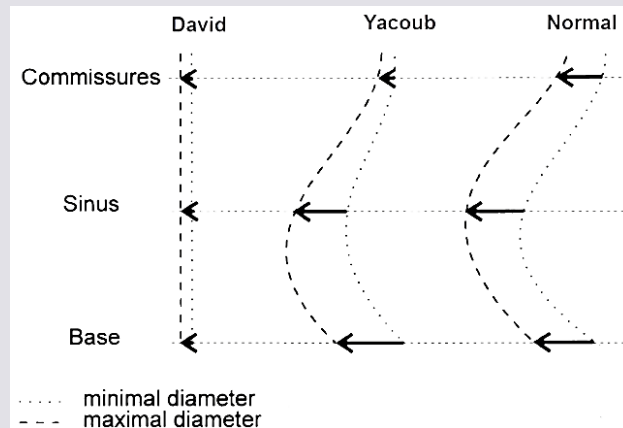 David Yacoub Normal
Commissures
Sinus
Base
minimal diameter
maximal diameter